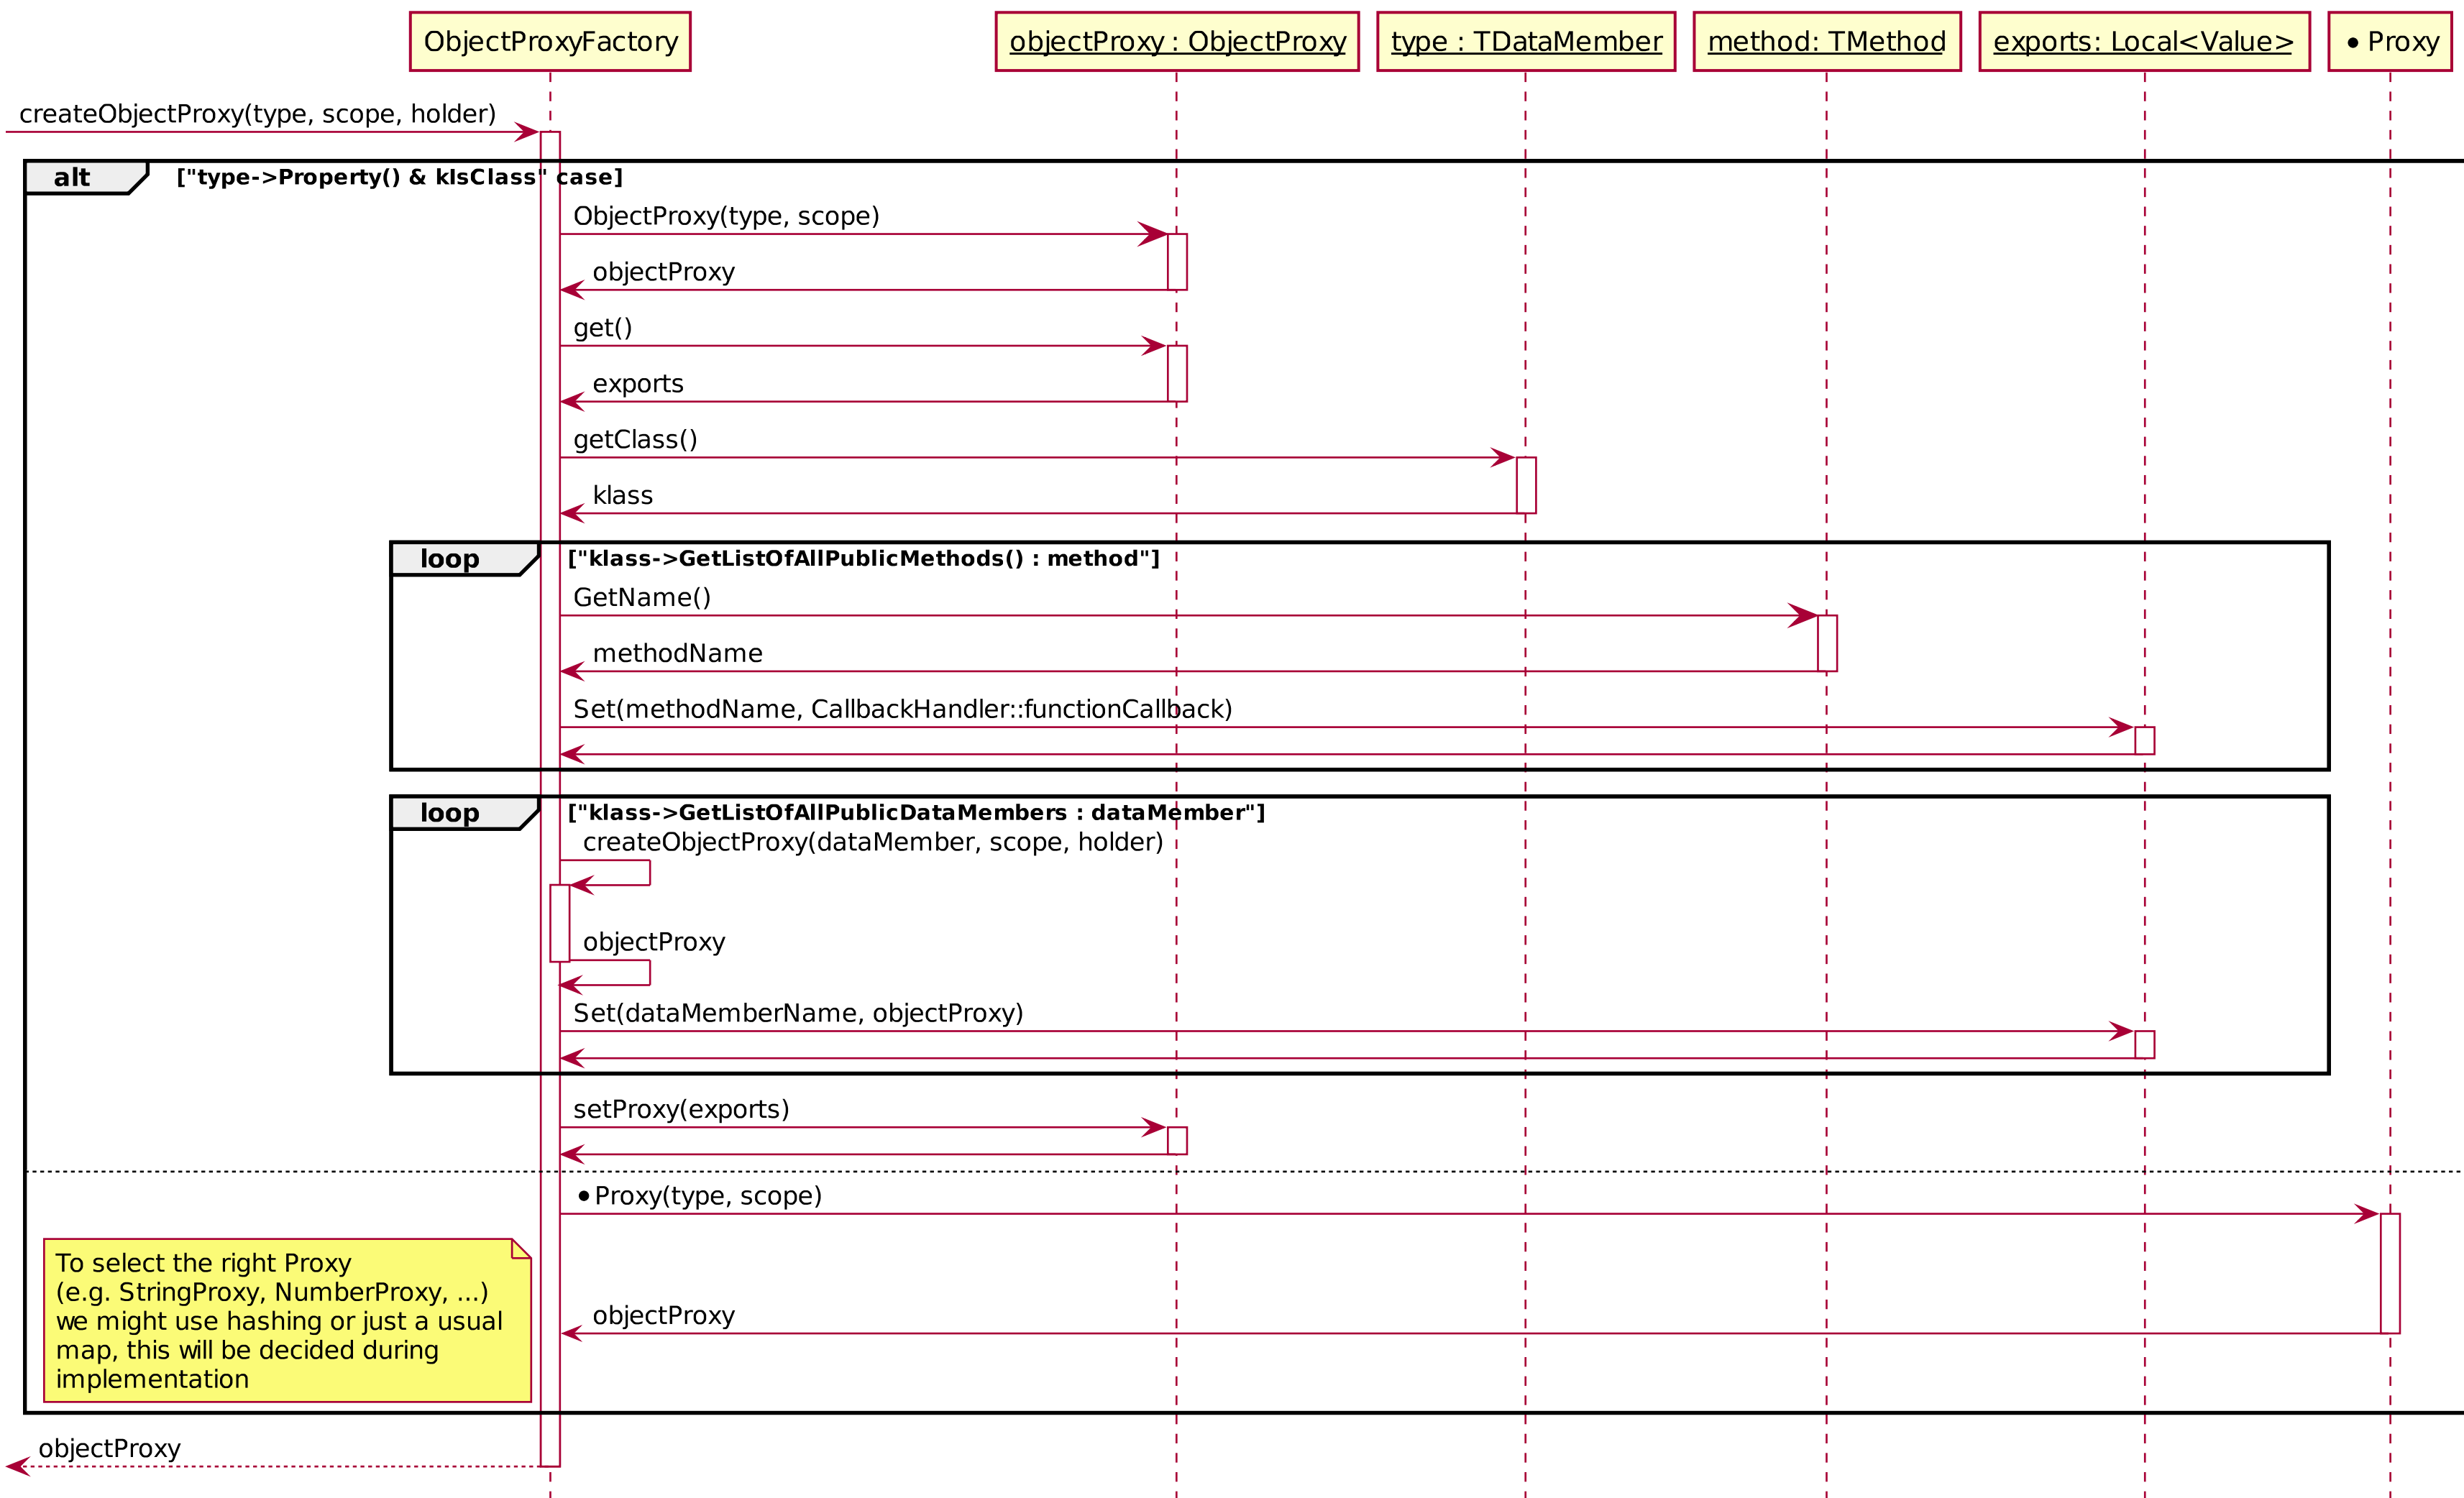 ObjectProxyFactory
objectProxy : ObjectProxy
type : TDataMember
method: TMethod
exports: Local<Value>
• Proxy
createObjectProxy(type, scope, holder)
alt
["type->Property() & kIsClass" case]
ObjectProxy(type, scope)
objectProxy
get()
exports
getClass()
klass
loop
["klass->GetListOfAllPublicMethods() : method"]
GetName()
methodName
Set(methodName, CallbackHandler::functionCallback)
loop
["klass->GetListOfAllPublicDataMembers : dataMember"]
createObjectProxy(dataMember, scope, holder)
objectProxy
Set(dataMemberName, objectProxy)
setProxy(exports)
• Proxy(type, scope)
To select the right Proxy
(e.g. StringProxy, NumberProxy, ...)
we might use hashing or just a usual
map, this will be decided during
implementation
objectProxy
objectProxy